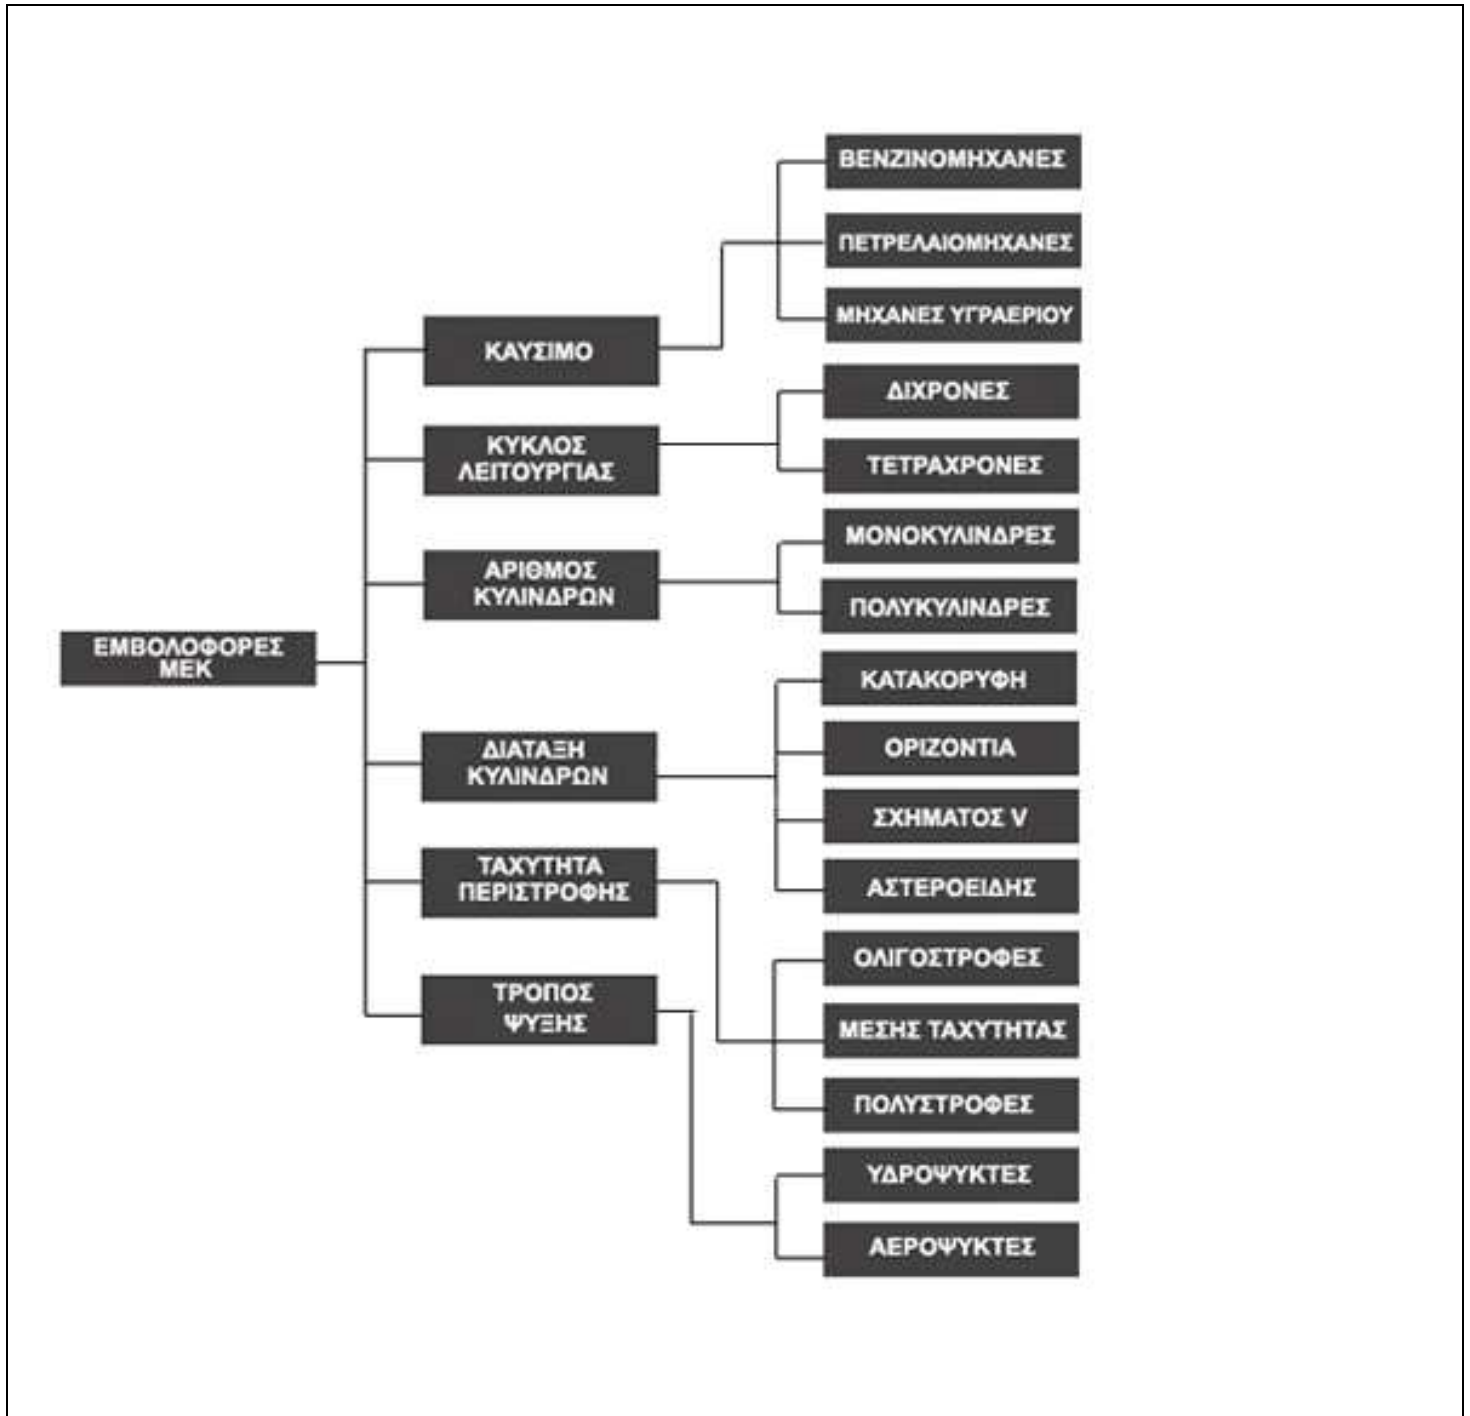 ΕΜΒΟΛΟΦΟΡΕΣ
ΜΕΚ
ΚΑΥΣΙΜΟ
ΒΕΝΖΙΝΟΜΗΧΑΝΕΣ
ΠΕΤΡΕΛΑΙΟΜΗΧΑΝΕΣ
ΜΗΧΑΝΕΣ ΥΓΡΑΕΡΙΟΥ
ΚΥΚΛΟΣ
ΛΕΙΤΟΥΡΓΙΑΣ
ΔΙΧΡΟΝΕΣ
ΤΕΤΡΑΧΡΟΝΕΣ
ΑΡΙΘΜΟΣ
ΚΥΛΙΝΔΡΩΝ
ΜΟΝΟΚΥΛΙΝΔΡΕΣ
ΠΟΛΥΚΥΛΙΝΔΡΕΣ
ΔΙΑΤΑΞΗ
ΚΥΛΙΝΔΡΩΝ
ΚΑΤΑΚΟΡΥΦΗ
ΟΡΙΖΟΝΤΙΑ
ΣΧΗΜΑΤΟΣ V
ΑΣΤΕΡΟΕΙΔΗΣ
ΤΑΧΥΤΗΤΑ
ΠΕΡΙΣΤΡΟΦΗΣ
ΟΛΙΓΟΣΤΡΟΦΕΣ
ΜΕΣΗΣ ΤΑΧΥΤΗΤΑΣ
ΠΟΛΥΣΤΡΟΦΕΣ
ΤΡΟΠΟΣ
ΨΥΞΗΣ
ΥΔΡΟΨΥΚΤΕΣ
ΑΕΡΟΨΥΚΤΕΣ